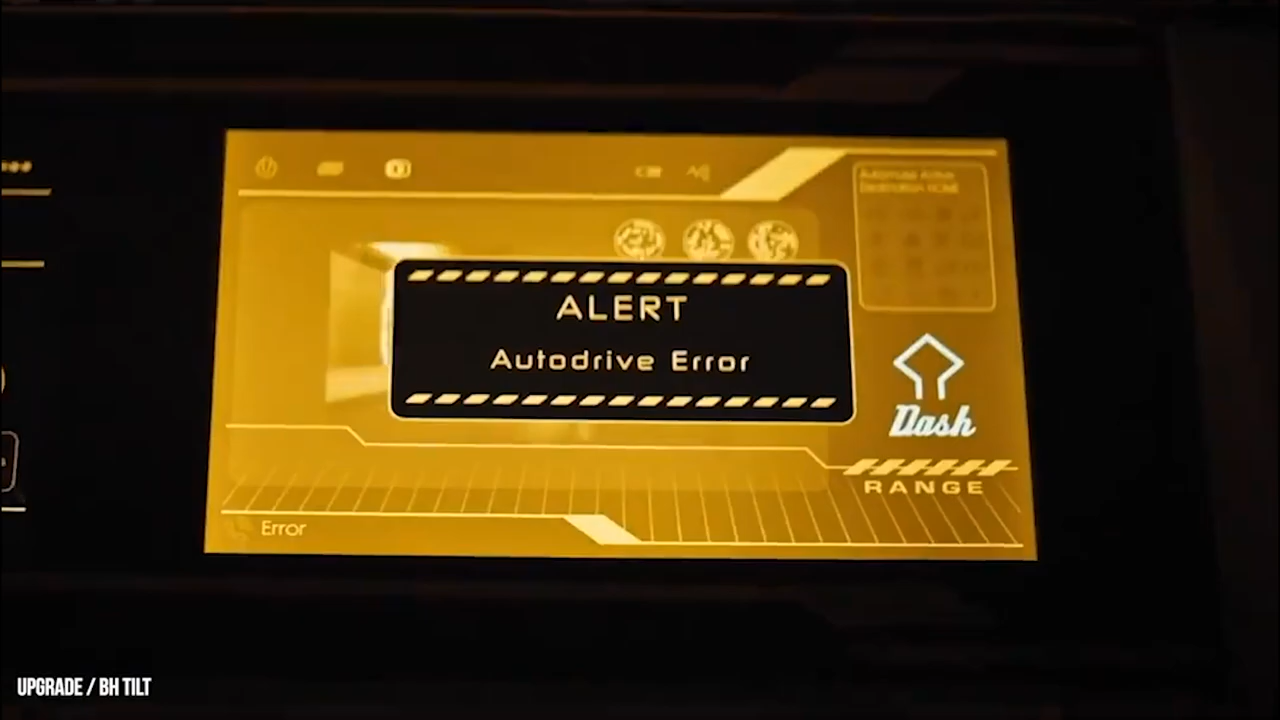 ALERT
Autodrive Error
Dash
RANGE
Error
UPGRADE / BH TILT